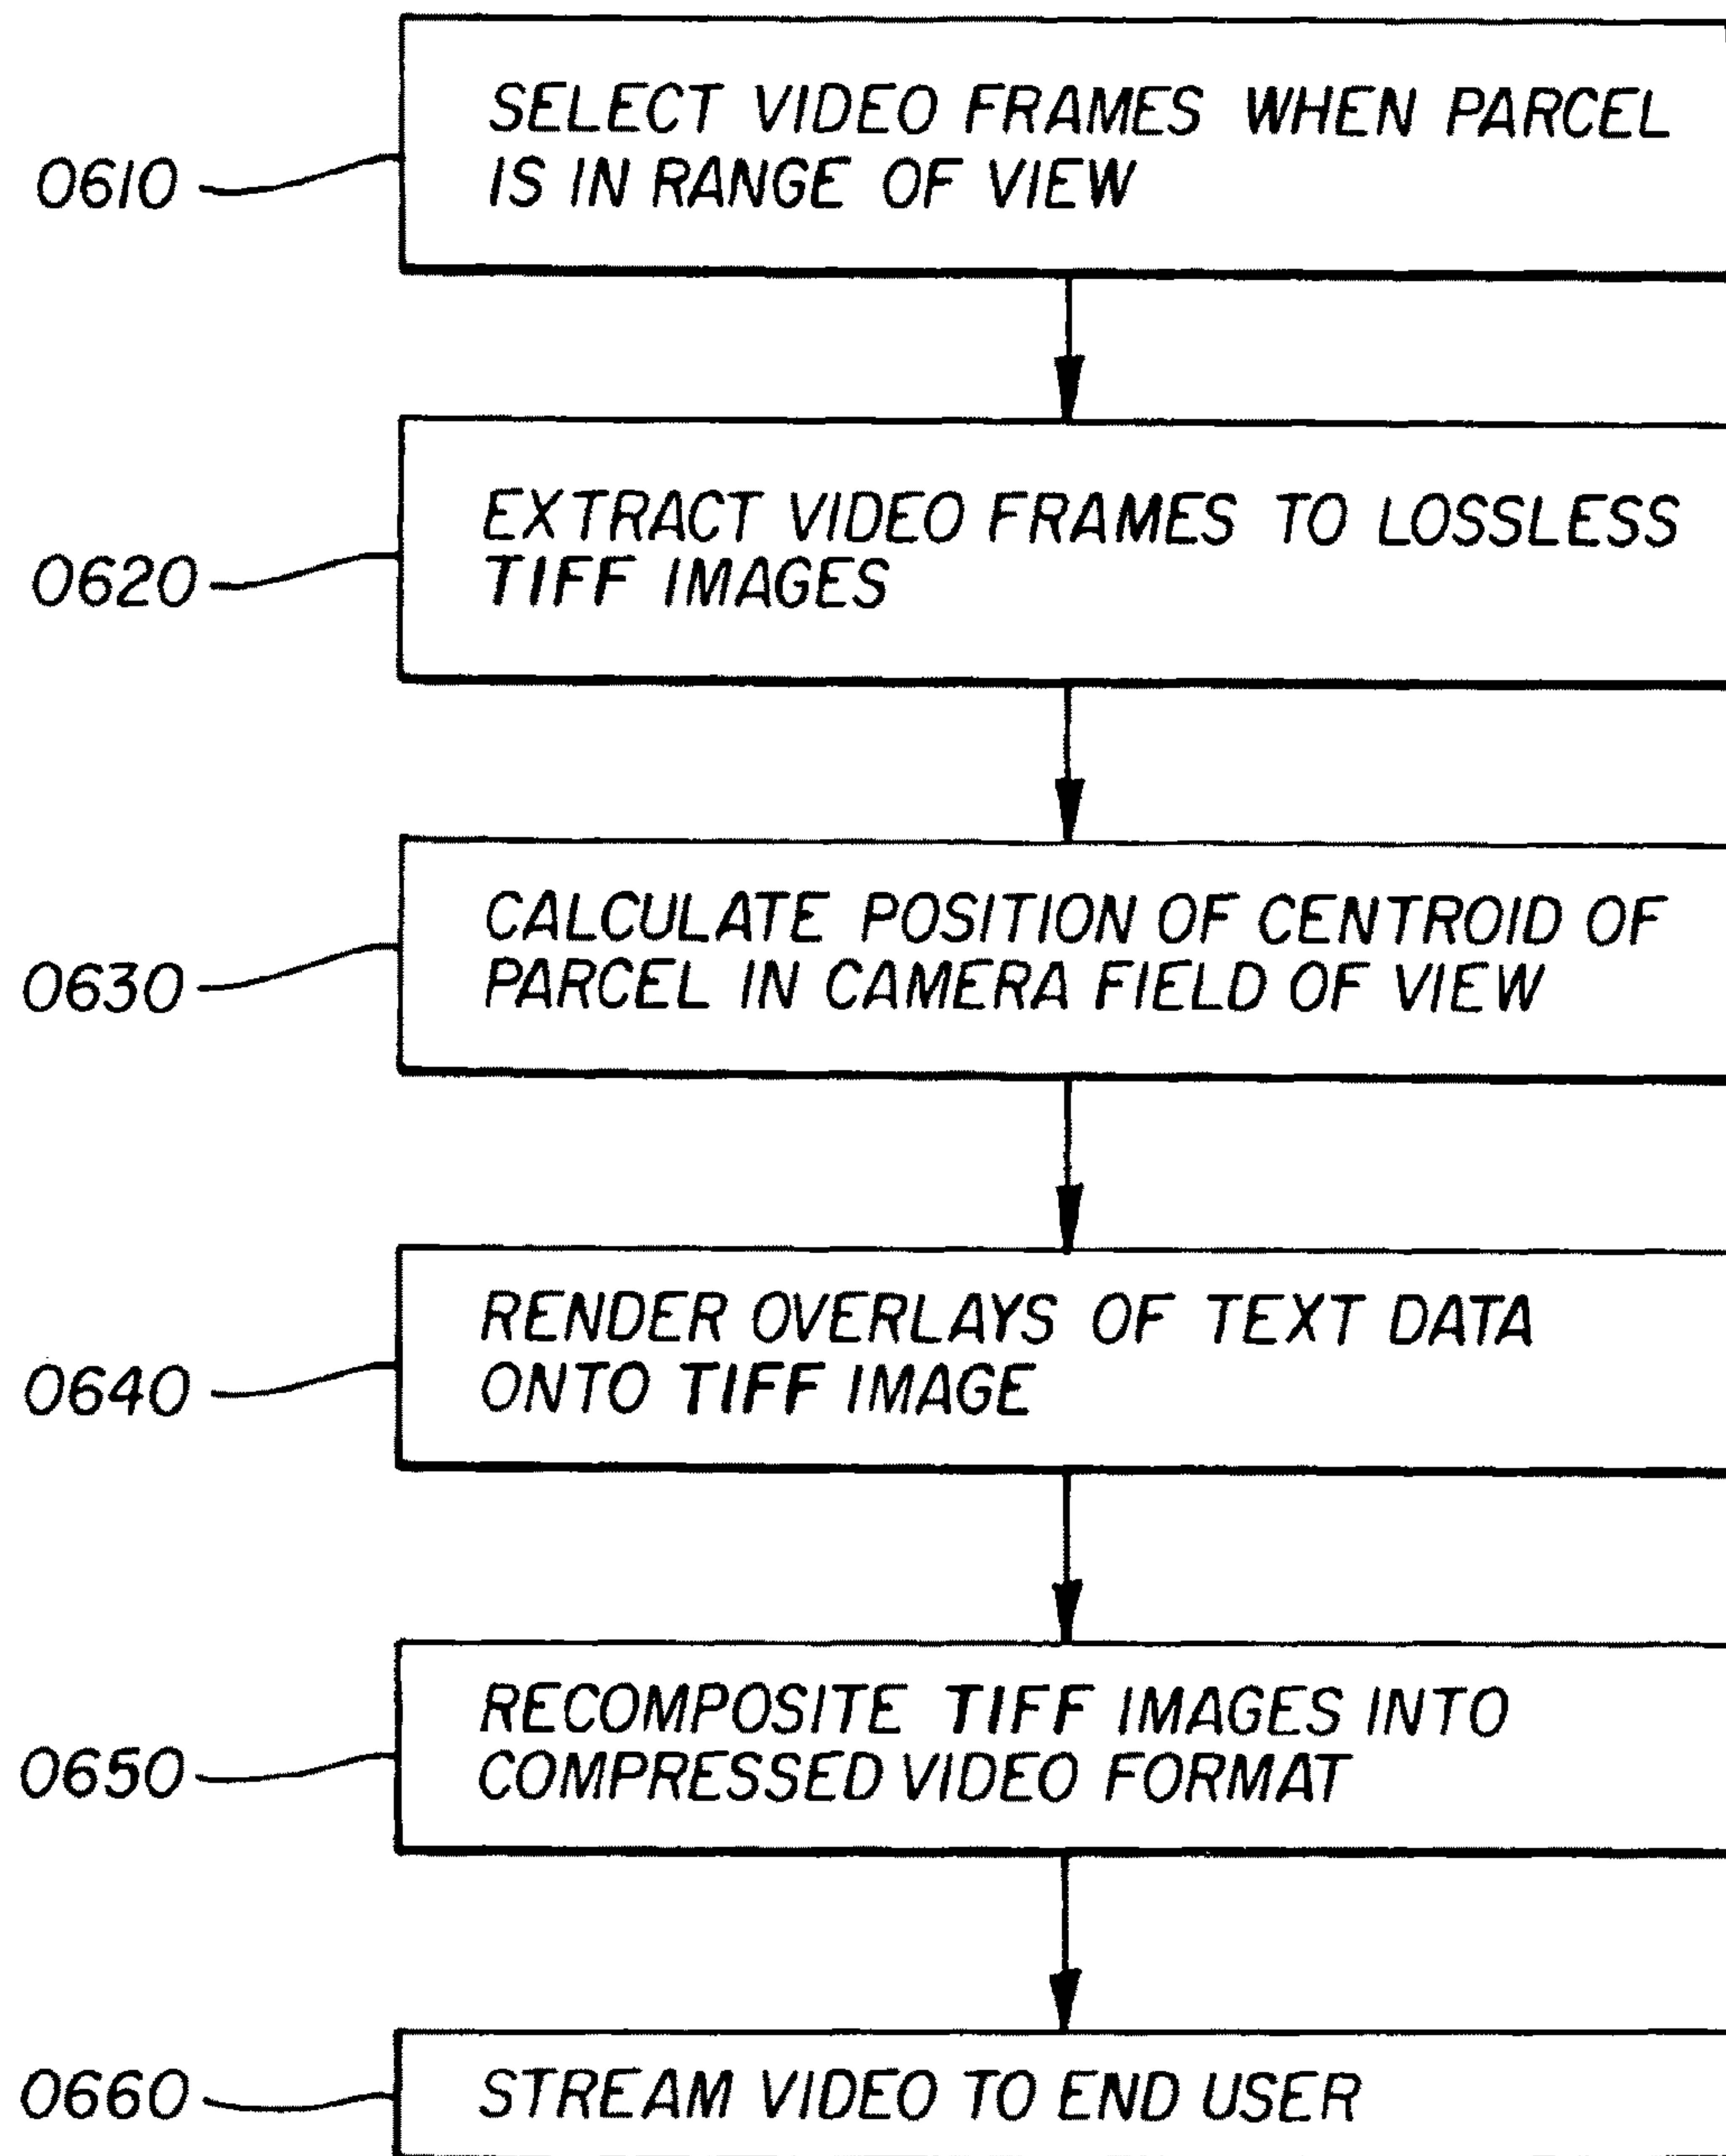 0610
SELECT VIDEO FRAMES WHEN PARCEL
IS IN RANGE OF VIEW
0620
EXTRACT VIDEO FRAMES TO LOSSLESS
TIFF IMAGES
0630
CALCULATE POSITION OF CENTROID OF
PARCEL IN CAMERA FIELD OF VIEW
0640
RENDER OVERLAYS OF TEXT DATA
ONTO TIFF IMAGE
0650
RECOMPOSITE TIFF IMAGES INTO
COMPRESSED VIDEO FORMAT
0660
STREAM VIDEO TO END USER